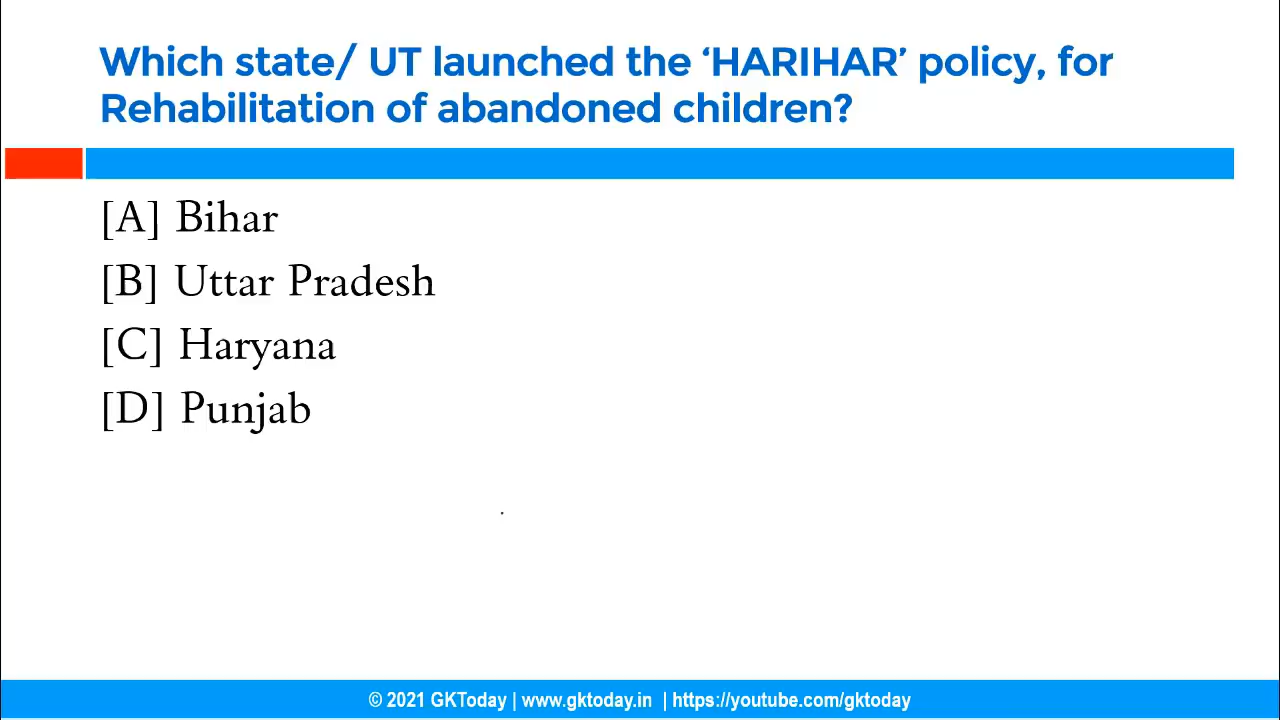 Which state/ UT launched the ‘HARIHAR’ policy, for
Rehabilitation of abandoned children?
[A] Bihar
[B] Uttar Pradesh
[C] Haryana
[D] Punjab
© 2021 GKToday | www.gktoday.in | https://youtube.com/gktoday